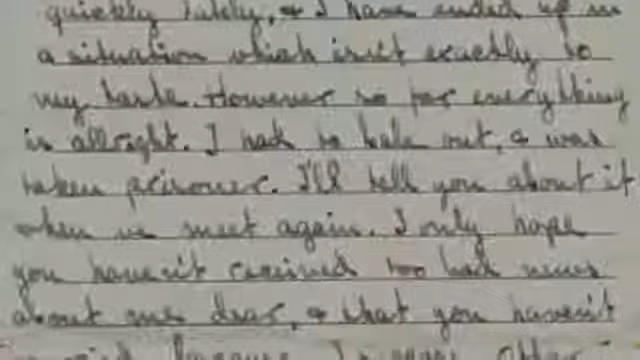 quickly lately, & I have ended up in
a situation which isn't exactly to
my taste. However so far everything
is allright. I had to bale out, & was
taken prisoner. I'll tell you about it
when we meet again. I only hope
you haven't received too bad news
about me dear, & that you haven't